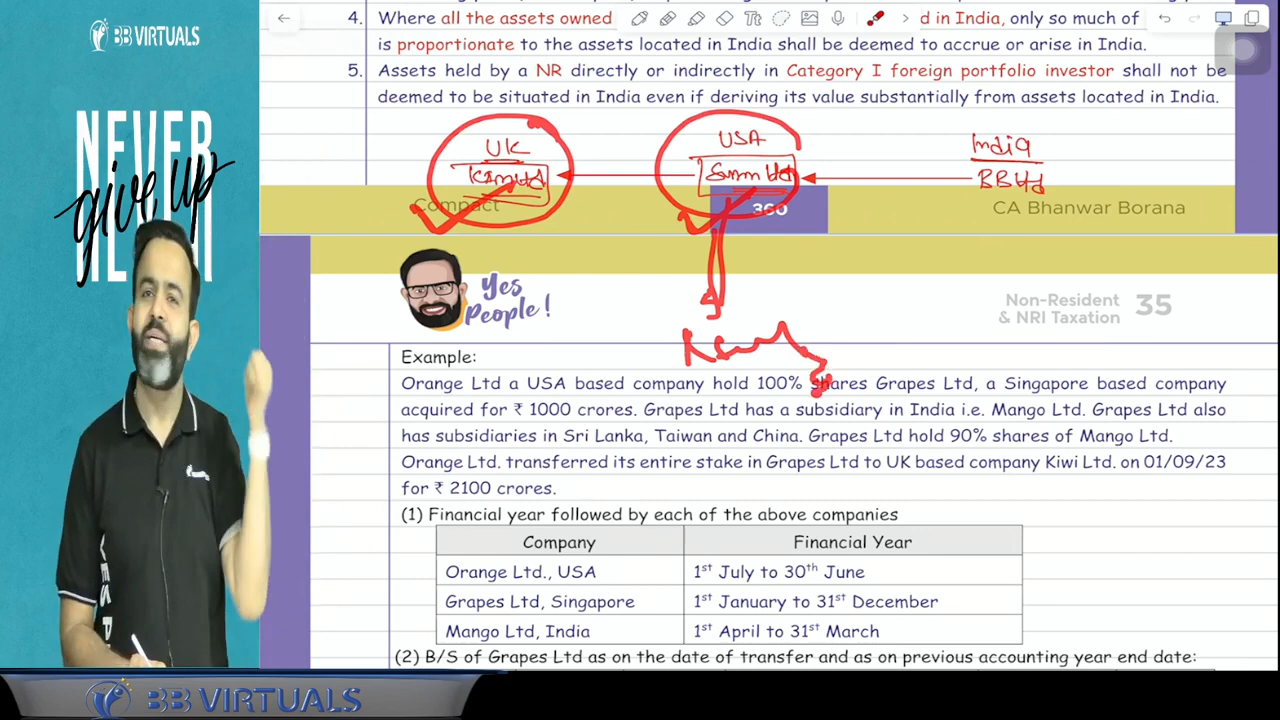 BB VIRTUALS
NEVER
give up
4. Where all the assets owned d in India, only so much of
is proportionate to the assets located in India shall be deemed to accrue or arise in India.
5. Assets held by a NR directly or indirectly in Category I foreign portfolio investor shall not be
deemed to be situated in India even if deriving its value substantially from assets located in India.
UK
USA
India
BB Ltd
Compact
CA Bhanwar Borana
Yes
People!
Non-Resident
& NRI Taxation
35
Example:
Orange Ltd a USA based company hold 100% shares Grapes Ltd, a Singapore based company
acquired for ₹ 1000 crores. Grapes Ltd has a subsidiary in India i.e. Mango Ltd. Grapes Ltd also
has subsidiaries in Sri Lanka, Taiwan and China. Grapes Ltd hold 90% shares of Mango Ltd.
Orange Ltd. transferred its entire stake in Grapes Ltd to UK based company Kiwi Ltd. on 01/09/23
for ₹ 2100 crores.
(1) Financial year followed by each of the above companies
Company Financial Year
Orange Ltd., USA 1st July to 30th June
Grapes Ltd, Singapore 1st January to 31st December
Mango Ltd, India 1st April to 31st March
(2) B/S of Grapes Ltd as on the date of transfer and as on previous accounting year end date:
BB VIRTUALS